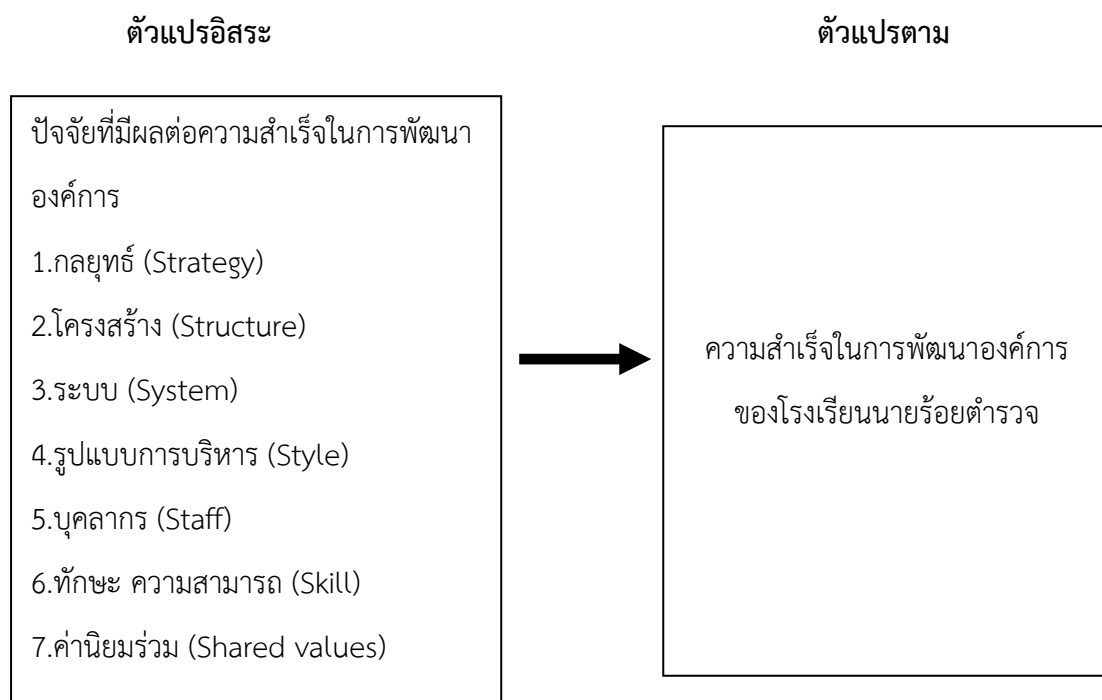 ตัวแปรอิสระ
ตัวแปรตาม
ปัจจัยที่มีผลต่อความสำเร็จในการพัฒนา
องค์การ
1.กลยุทธ์ (Strategy)
2.โครงสร้าง (Structure)
3.ระบบ (System)
4.รูปแบบการบริหาร (Style)
5.บุคลากร (Staff)
6.ทักษะ ความสามารถ (Skill)
7.ค่านิยมร่วม (Shared values)
ความสำเร็จในการพัฒนาองค์การ
ของโรงเรียนนายร้อยตำรวจ